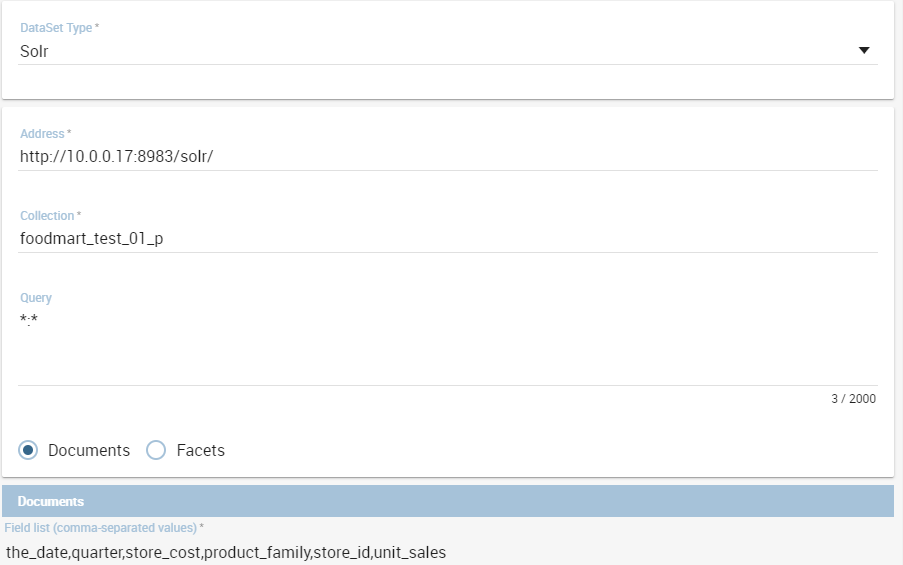 DataSet Type *
Solr
Address *
http://10.0.0.17:8983/solr/
Collection *
foodmart_test_01_p
Query
*:*
3 / 2000
Documents Facets
Documents
Field list (comma-separated values) *
the_date,quarter,store_cost,product_family,store_id,unit_sales